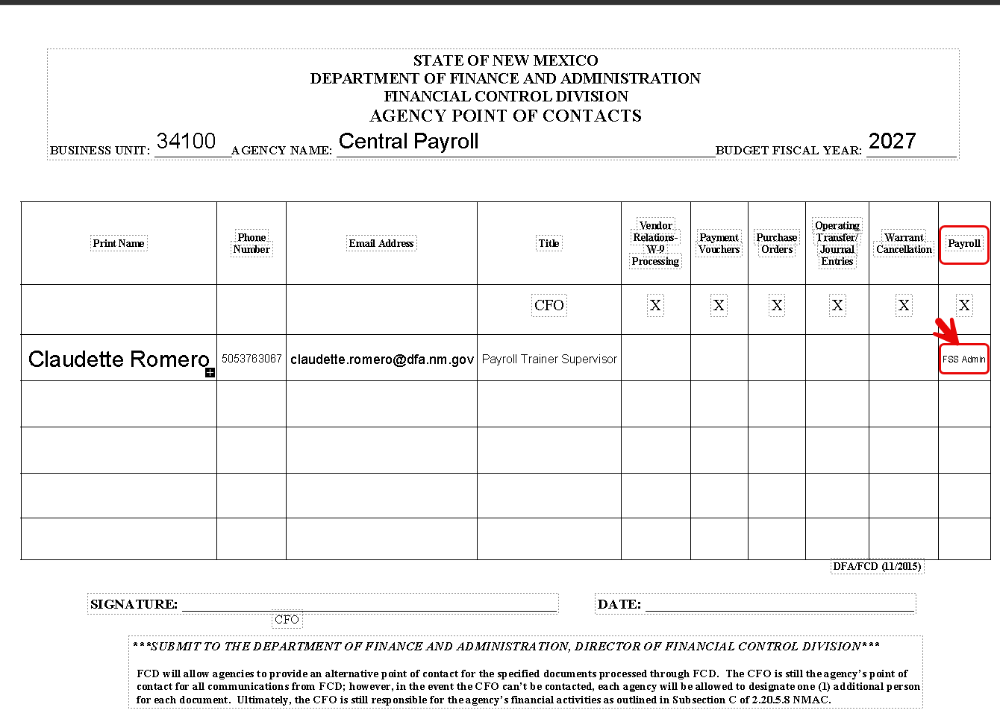 STATE OF NEW MEXICO
DEPARTMENT OF FINANCE AND ADMINISTRATION
FINANCIAL CONTROL DIVISION
AGENCY POINT OF CONTACTS
BUSINESS UNIT: 34100 AGENCY NAME: Central Payroll BUDGET FISCAL YEAR: 2027
Print Name
Phone
Number
Email Address
Title
Vendor
Relations-
W-9
Processing
Payment
Vouchers
Purchase
Orders
Operating
Transfer/
Journal
Entries
Warrant
Cancellation
Payroll
CFO X X X X X X
Claudette Romero 5053763067 claudette.romero@dfa.nm.gov Payroll Trainer Supervisor FSS Admin
DFA/FCD (11/2015)
SIGNATURE: DATE:
CFO
***SUBMIT TO THE DEPARTMENT OF FINANCE AND ADMINISTRATION, DIRECTOR OF FINANCIAL CONTROL DIVISION***
FCD will allow agencies to provide an alternative point of contact for the specified documents processed through FCD. The CFO is still the agency's point of
contact for all communications from FCD; however, in the event the CFO can't be contacted, each agency will be allowed to designate one (1) additional person
for each document. Ultimately, the CFO is still responsible for the agency's financial activities as outlined in Subsection C of 2.20.5.8 NMAC.